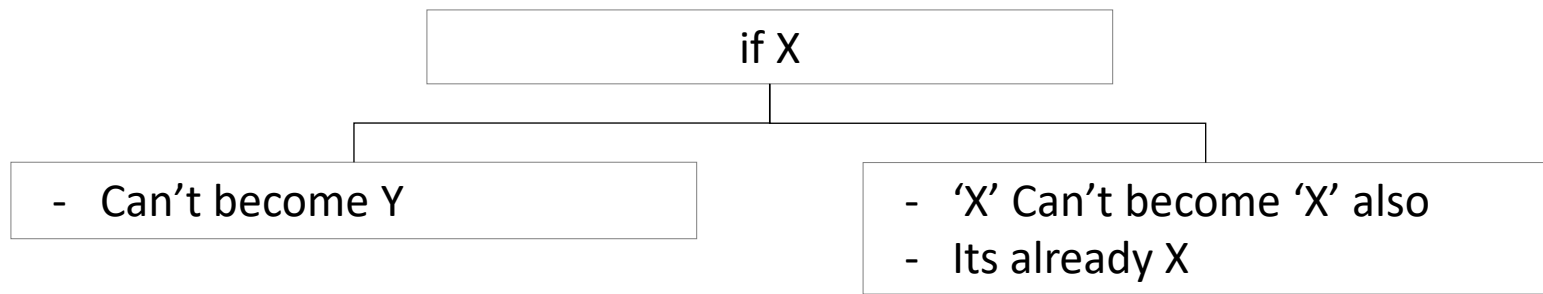 if X
- Can’t become Y
- ‘X’ Can’t become ‘X’ also
- Its already X